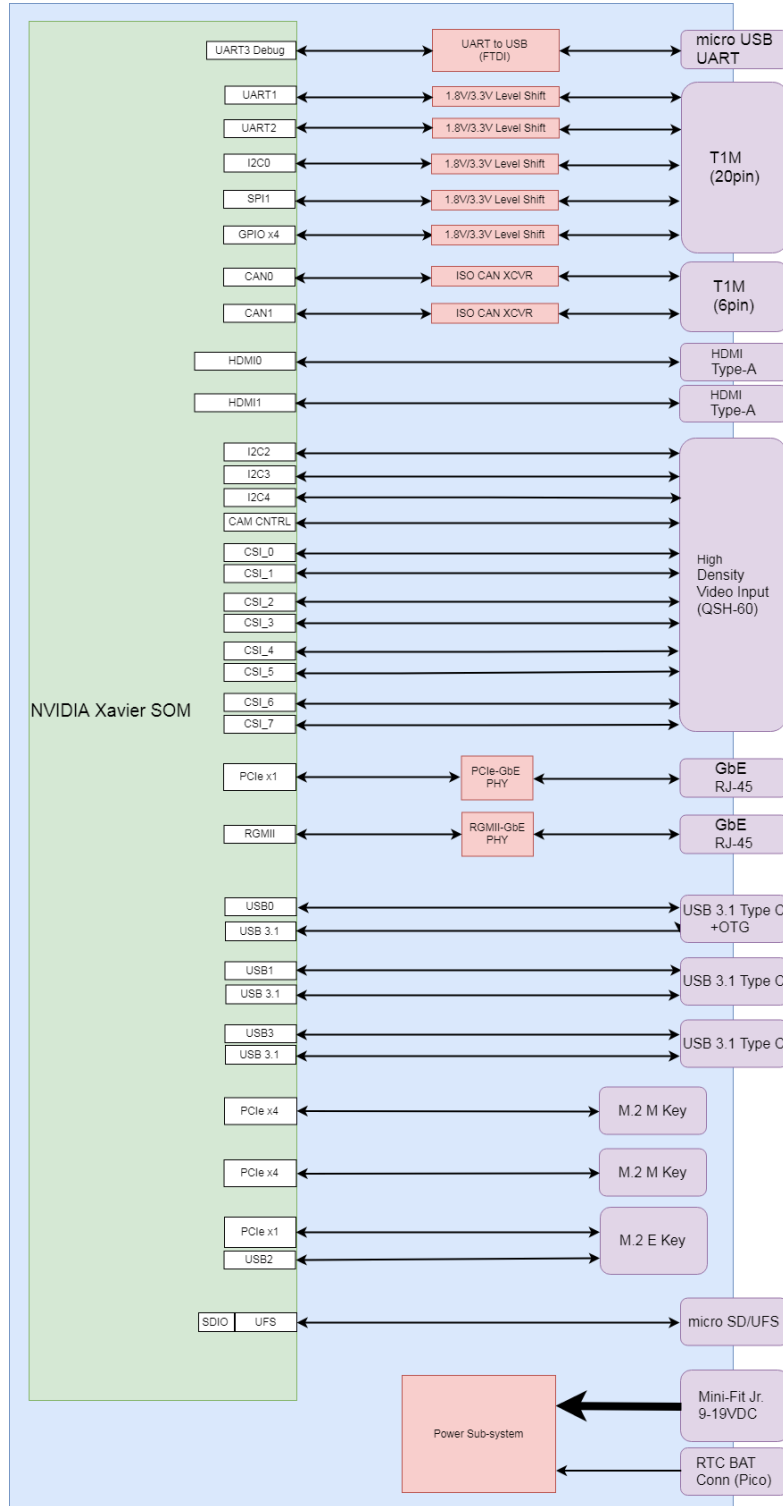 UART3 Debug
UART to USB
(FTDI)
micro USB
UART
UART1
1.8V/3.3V Level Shift
UART2
1.8V/3.3V Level Shift
I2C0
1.8V/3.3V Level Shift
SPI1
1.8V/3.3V Level Shift
GPIO x4
1.8V/3.3V Level Shift
T1M
(20pin)
CAN0
ISO CAN XCVR
CAN1
ISO CAN XCVR
T1M
(6pin)
HDMI0
HDMI
Type-A
HDMI1
HDMI
Type-A
I2C2
I2C3
I2C4
CAM CNTRL
CSI_0
CSI_1
CSI_2
CSI_3
CSI_4
CSI_5
CSI_6
CSI_7
High
Density
Video Input
(QSH-60)
NVIDIA Xavier SOM
PCIe x1
PCIe-GbE
PHY
GbE
RJ-45
RGMII
RGMII-GbE
PHY
GbE
RJ-45
USB0
USB 3.1
USB 3.1 Type C
+OTG
USB1
USB 3.1
USB 3.1 Type C
USB3
USB 3.1
USB 3.1 Type C
PCIe x4
M.2 M Key
PCIe x4
M.2 M Key
PCIe x1
USB2
M.2 E Key
SDIO
UFS
micro SD/UFS
Power Sub-system
Mini-Fit Jr.
9-19VDC
RTC BAT
Conn (Pico)